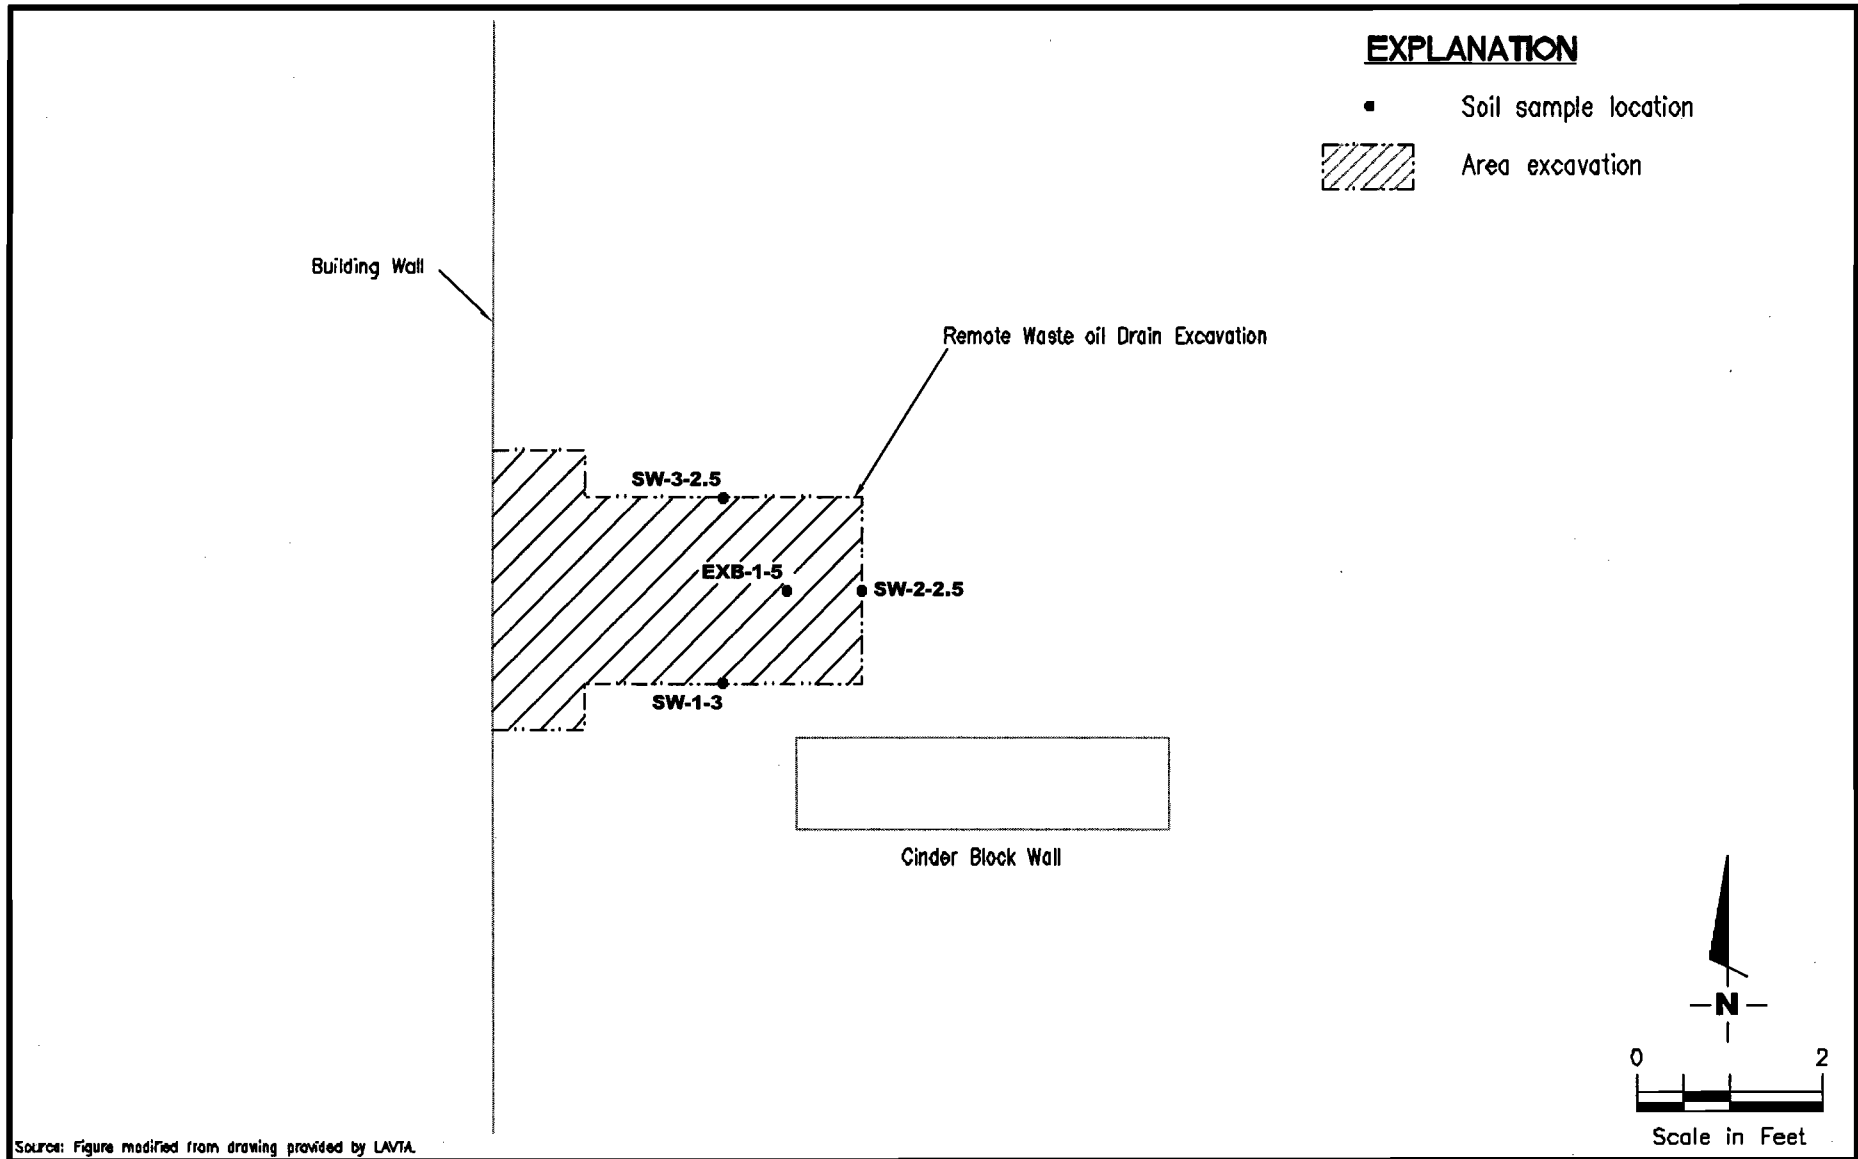 EXPLANATION
Soil sample location
Area excavation
Building Wall
Remote Waste oil Drain Excavation
SW-3-2.5
EXB-1-5
SW-2-2.5
SW-1-3
Cinder Block Wall
N
0 2
Scale in Feet
Source: Figure modified from drawing provided by LAVTA.